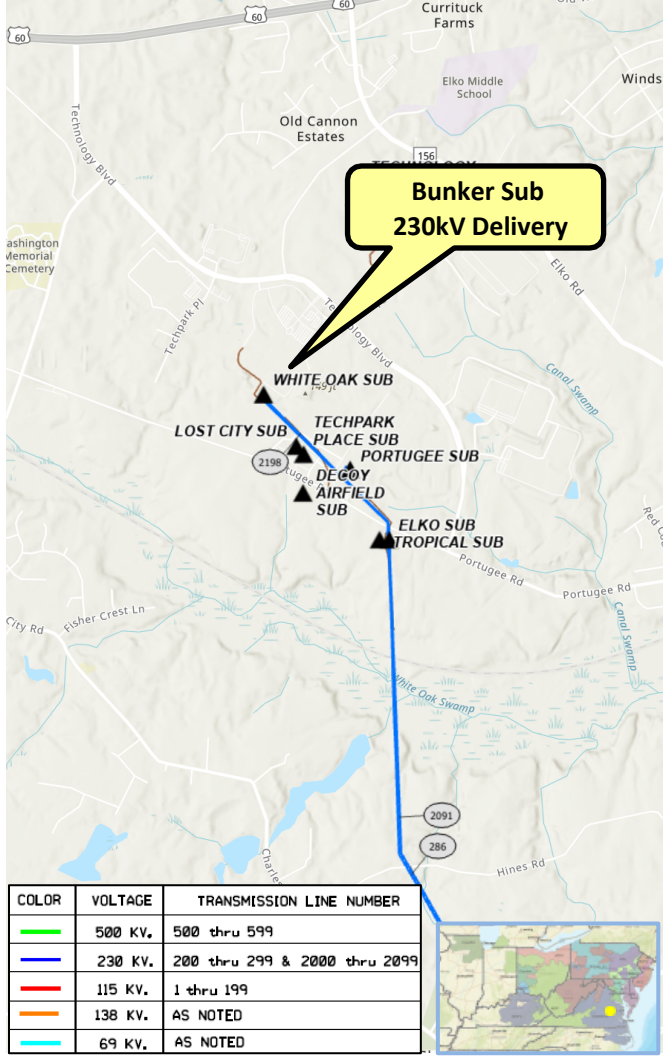 60
60
60
Currituck
Farms
Elko Middle
School
Winds
Old Cannon
Estates
156
Technology Blvd
Bunker Sub
230kV Delivery
ashington
Memorial
Cemetery
Elko Rd
Techpark Pl
Technology Blvd
Canal Swamp
WHITE OAK SUB
LOST CITY SUB
TECHPARK
PLACE SUB
PORTUGEE SUB
2198
DECOY
AIRFIELD
SUB
ELKO SUB
TROPICAL SUB
Portugee Rd
Portugee Rd
Canal Swamp
City Rd
Fisher Crest Ln
White Oak Swamp
2091
286
Hines Rd
Charles
COLOR VOLTAGE TRANSMISSION LINE NUMBER
500 KV. 500 thru 599
230 KV. 200 thru 299 & 2000 thru 2099
115 KV. 1 thru 199
138 KV. AS NOTED
69 KV. AS NOTED